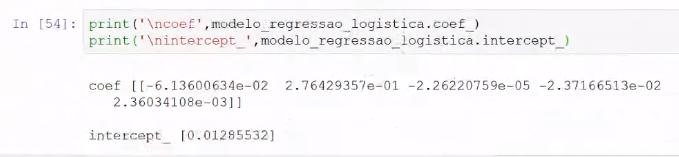 In [54]: print('\ncoef',modelo_regressao_logistica.coef_)
print('\nintercept_',modelo_regressao_logistica.intercept_)
coef [[-6.13600634e-02 2.76429357e-01 -2.26220759e-05 -2.37166513e-02
2.36034108e-03]]
intercept_ [0.01285532]